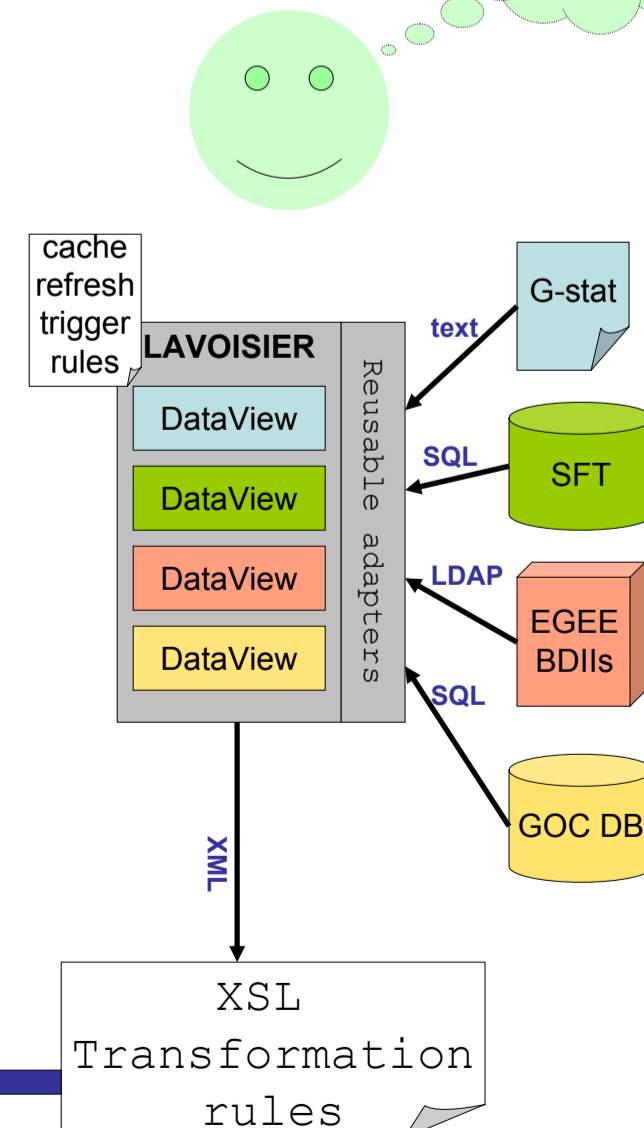 cache
refresh
trigger
rules
LAVOISIER
DataView
DataView
DataView
DataView
Reusable adapters
text
SQL
LDAP
SQL
G-stat
SFT
EGEE
BDIIs
GOC DB
XML
XSL
Transformation
rules